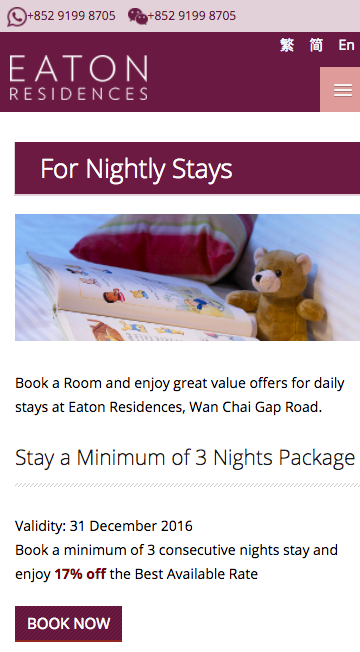 +852 9199 8705 +852 9199 8705
繁 简 En
EATON
RESIDENCES
For Nightly Stays
Book a Room and enjoy great value offers for daily
stays at Eaton Residences, Wan Chai Gap Road.
Stay a Minimum of 3 Nights Package
Validity: 31 December 2016
Book a minimum of 3 consecutive nights stay and
enjoy 17% off the Best Available Rate
BOOK NOW